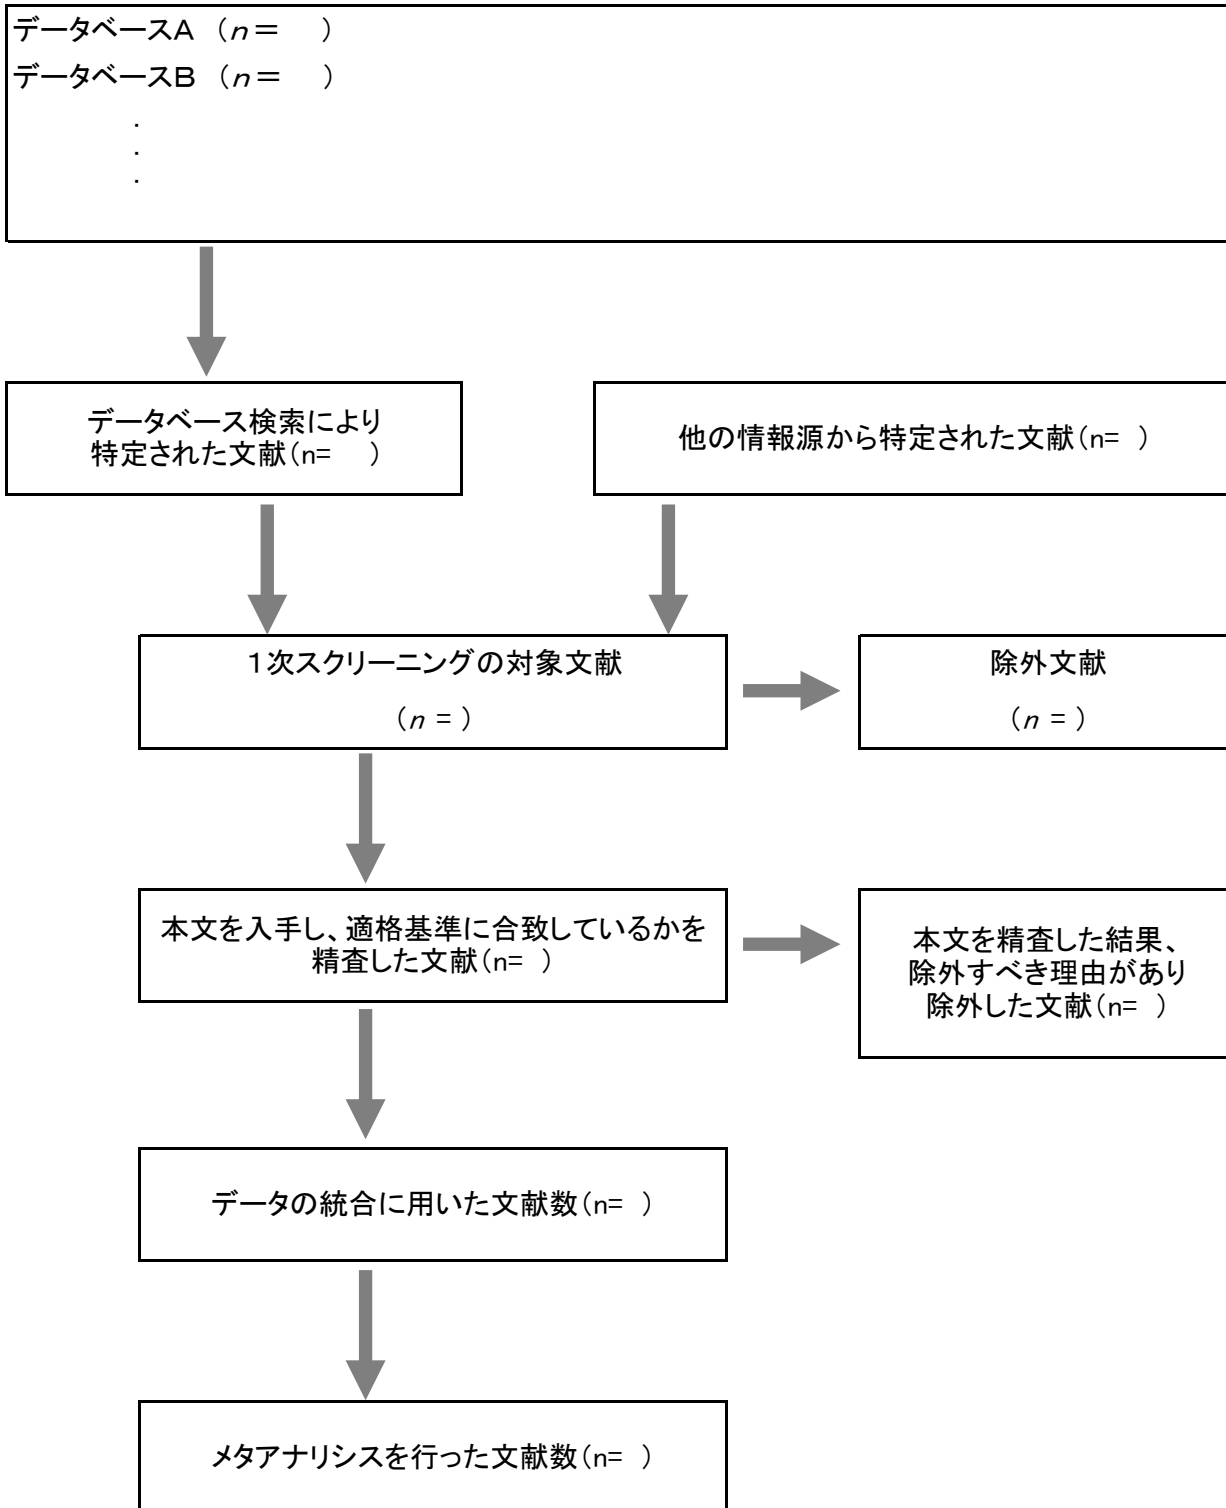 データベースA （n＝　）
データベースB （n＝　）
.
.
.
データベース検索により
特定された文献（n=　）
他の情報源から特定された文献（n=　）
１次スクリーニングの対象文献
（n = ）
除外文献
（n = ）
本文を入手し、適格基準に合致しているかを
精査した文献（n=　）
本文を精査した結果、
除外すべき理由があり
除外した文献（n=　）
データの統合に用いた文献数（n=　）
メタアナリシスを行った文献数（n=　）